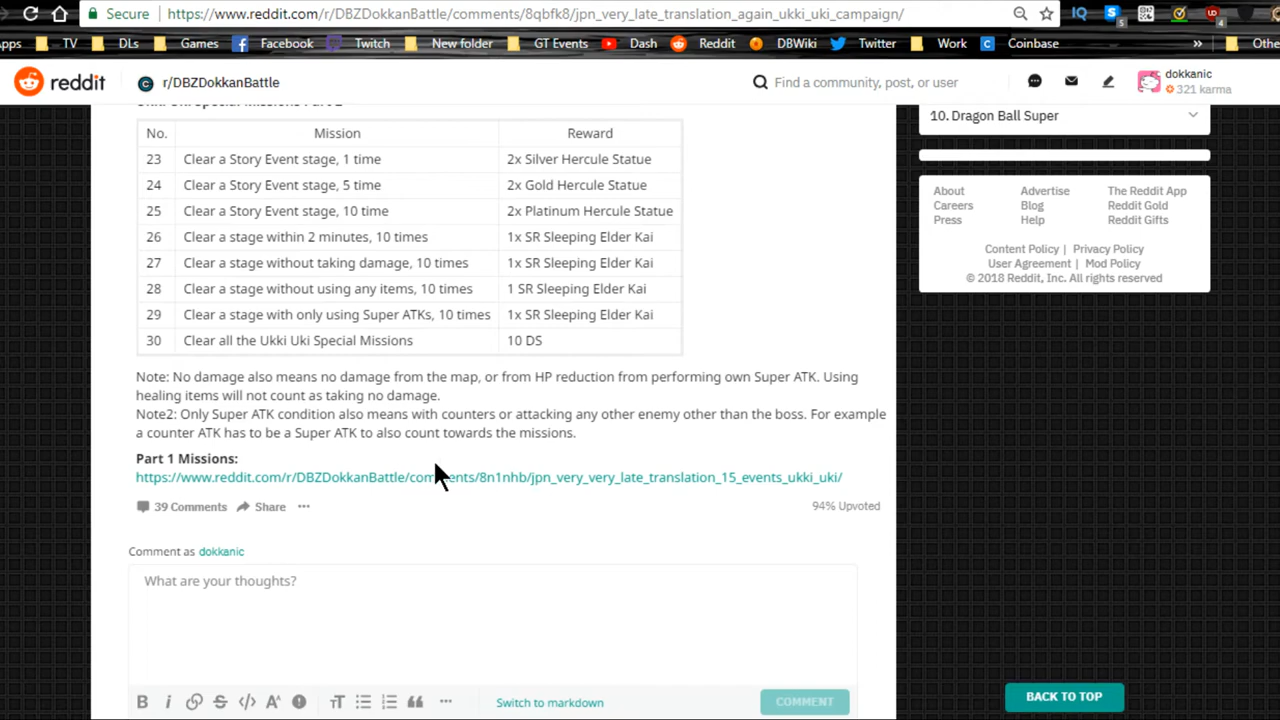 Secure https://www.reddit.com/r/DBZDokkanBattle/comments/8qbfk8/jpn_very_late_translation_again_ukki_uki_campaign/
Apps TV DLs Games Facebook Twitch New folder GT Events Dash Reddit DBWiki Twitter Work Coinbase » Othe
reddit r/DBZDokkanBattle Find a community, post, or user dokkanic
321 karma
10. Dragon Ball Super
No. Mission Reward
23 Clear a Story Event stage, 1 time 2x Silver Hercule Statue
24 Clear a Story Event stage, 5 time 2x Gold Hercule Statue
25 Clear a Story Event stage, 10 time 2x Platinum Hercule Statue
26 Clear a stage within 2 minutes, 10 times 1x SR Sleeping Elder Kai
27 Clear a stage without taking damage, 10 times 1x SR Sleeping Elder Kai
28 Clear a stage without using any items, 10 times 1 SR Sleeping Elder Kai
29 Clear a stage with only using Super ATKs, 10 times 1x SR Sleeping Elder Kai
30 Clear all the Ukki Uki Special Missions 10 DS
Note: No damage also means no damage from the map, or from HP reduction from performing own Super ATK. Using
healing items will not count as taking no damage.
Note2: Only Super ATK condition also means with counters or attacking any other enemy other than the boss. For example
a counter ATK has to be a Super ATK to also count towards the missions.
Part 1 Missions:
https://www.reddit.com/r/DBZDokkanBattle/comments/8n1nhb/jpn_very_very_late_translation_15_events_ukki_uki/
39 Comments Share ··· 94% Upvoted
Comment as dokkanic
What are your thoughts?
B i Switch to markdown COMMENT
About Advertise The Reddit App
Careers Blog Reddit Gold
Press Help Reddit Gifts
Content Policy | Privacy Policy
User Agreement | Mod Policy
© 2018 Reddit, Inc. All rights reserved
BACK TO TOP